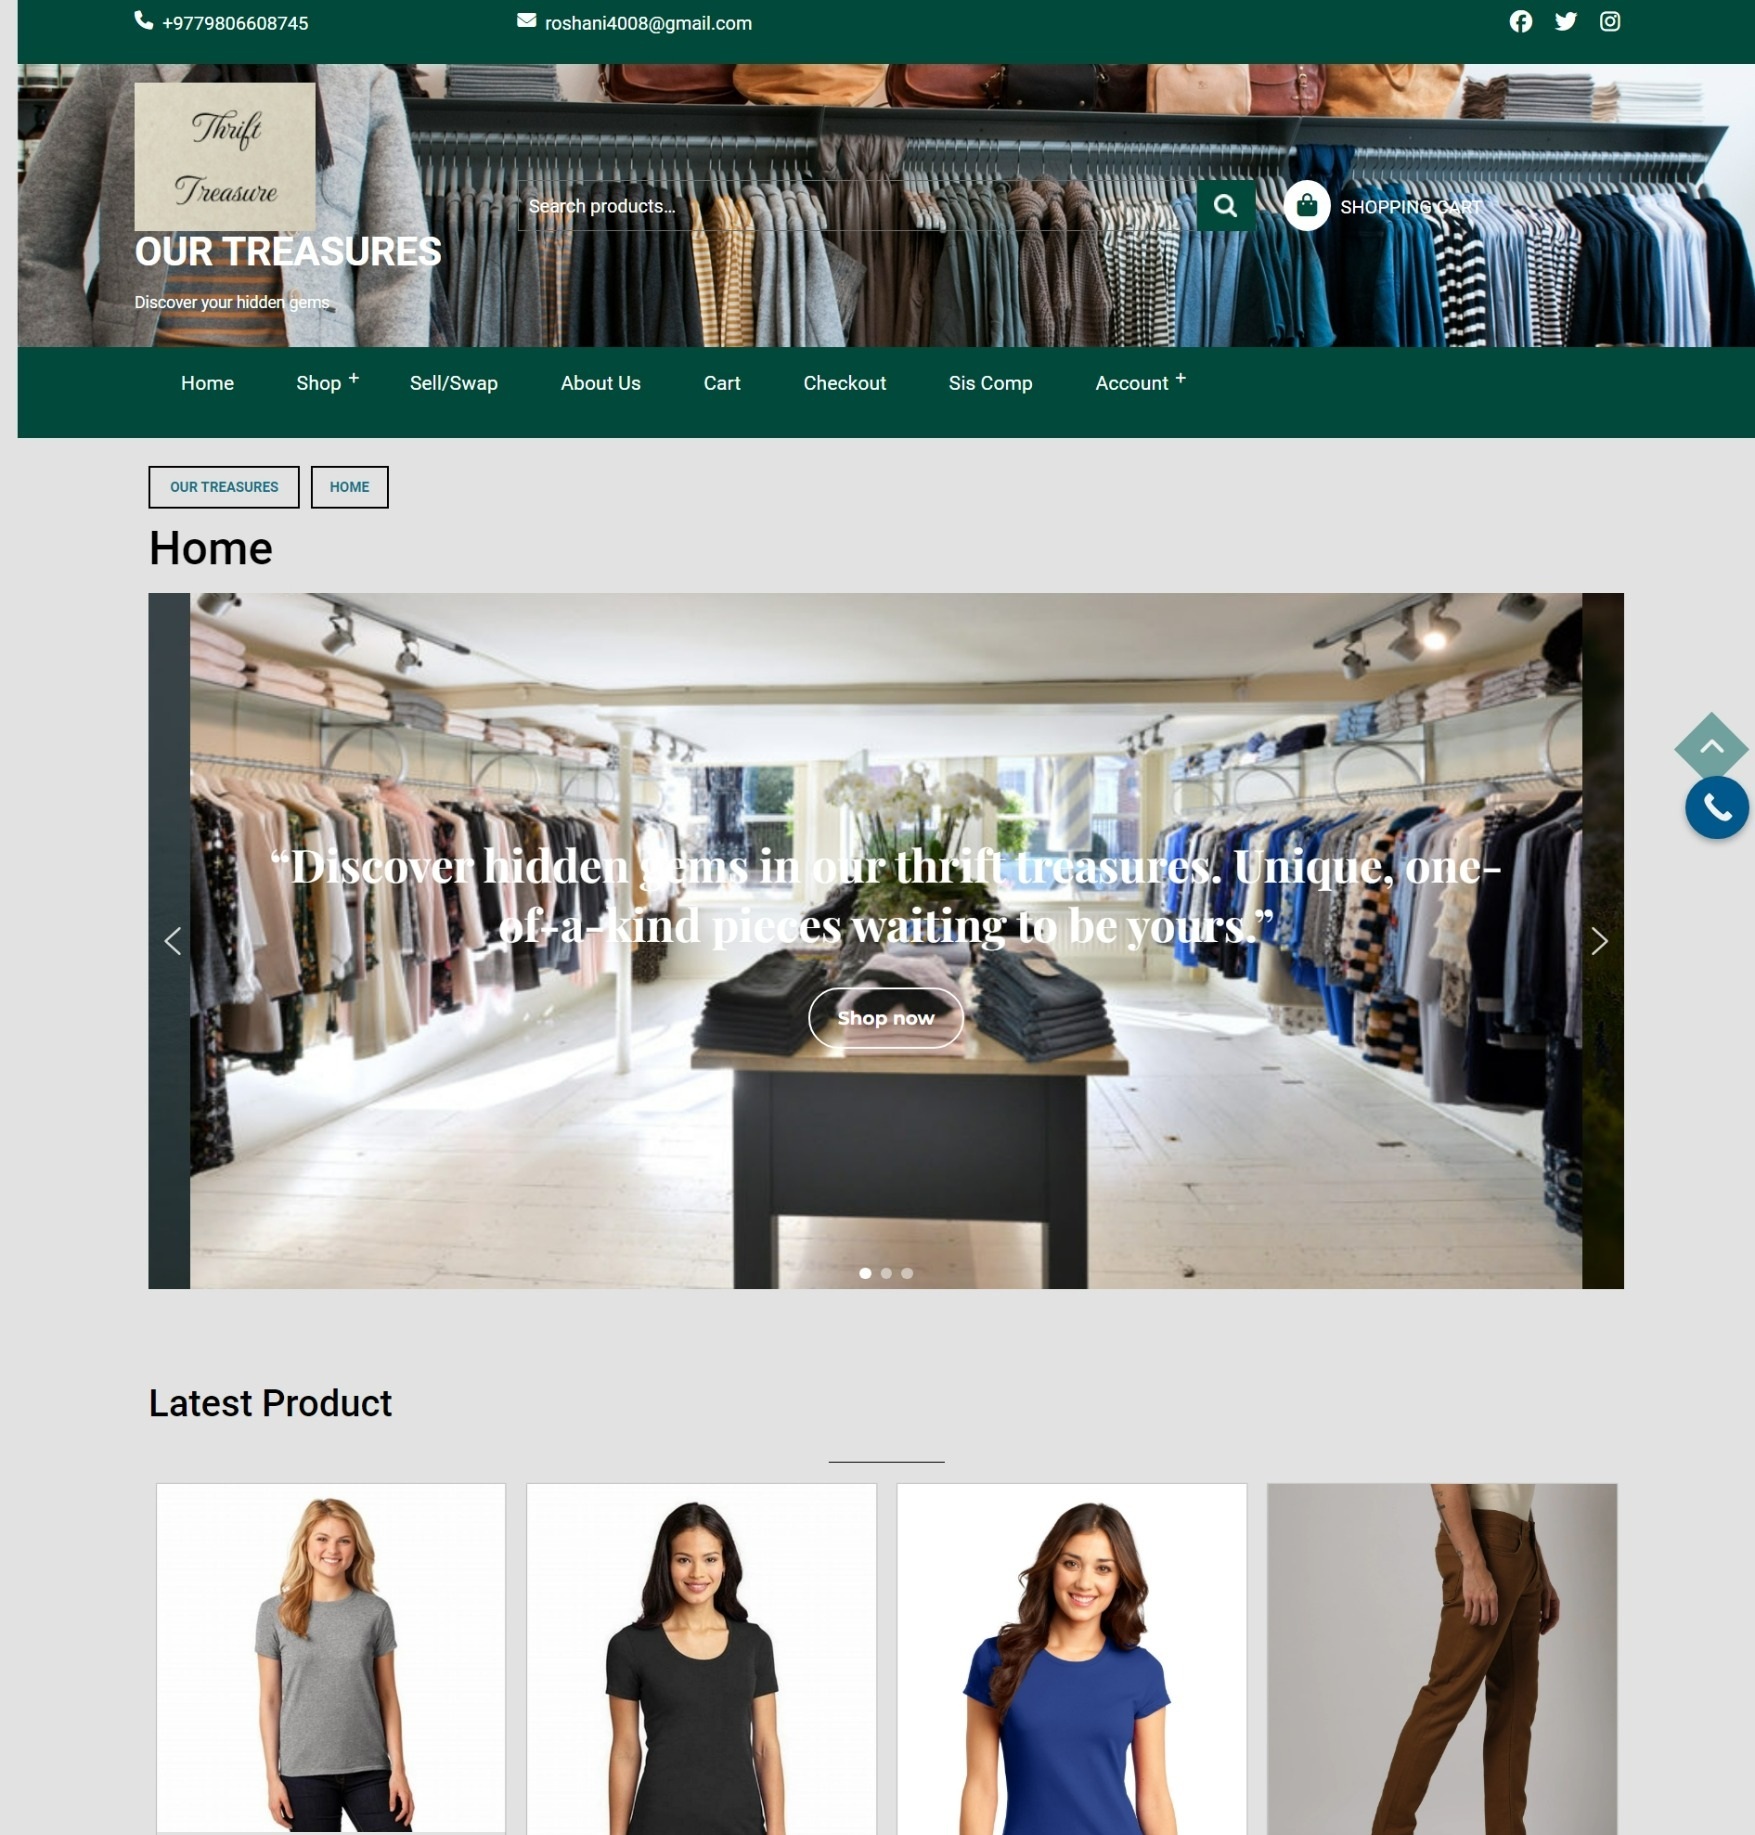 +9779806608745
roshani4008@gmail.com
Thrift
Treasure
Search products...
SHOPPING CART
OUR TREASURES
Discover your hidden gems
Home
Shop +
Sell/Swap
About Us
Cart
Checkout
Sis Comp
Account +
OUR TREASURES
HOME
Home
“Discover hidden gems in our thrift treasures. Unique, one-
of-a-kind pieces waiting to be yours.”
Shop now
Latest Product